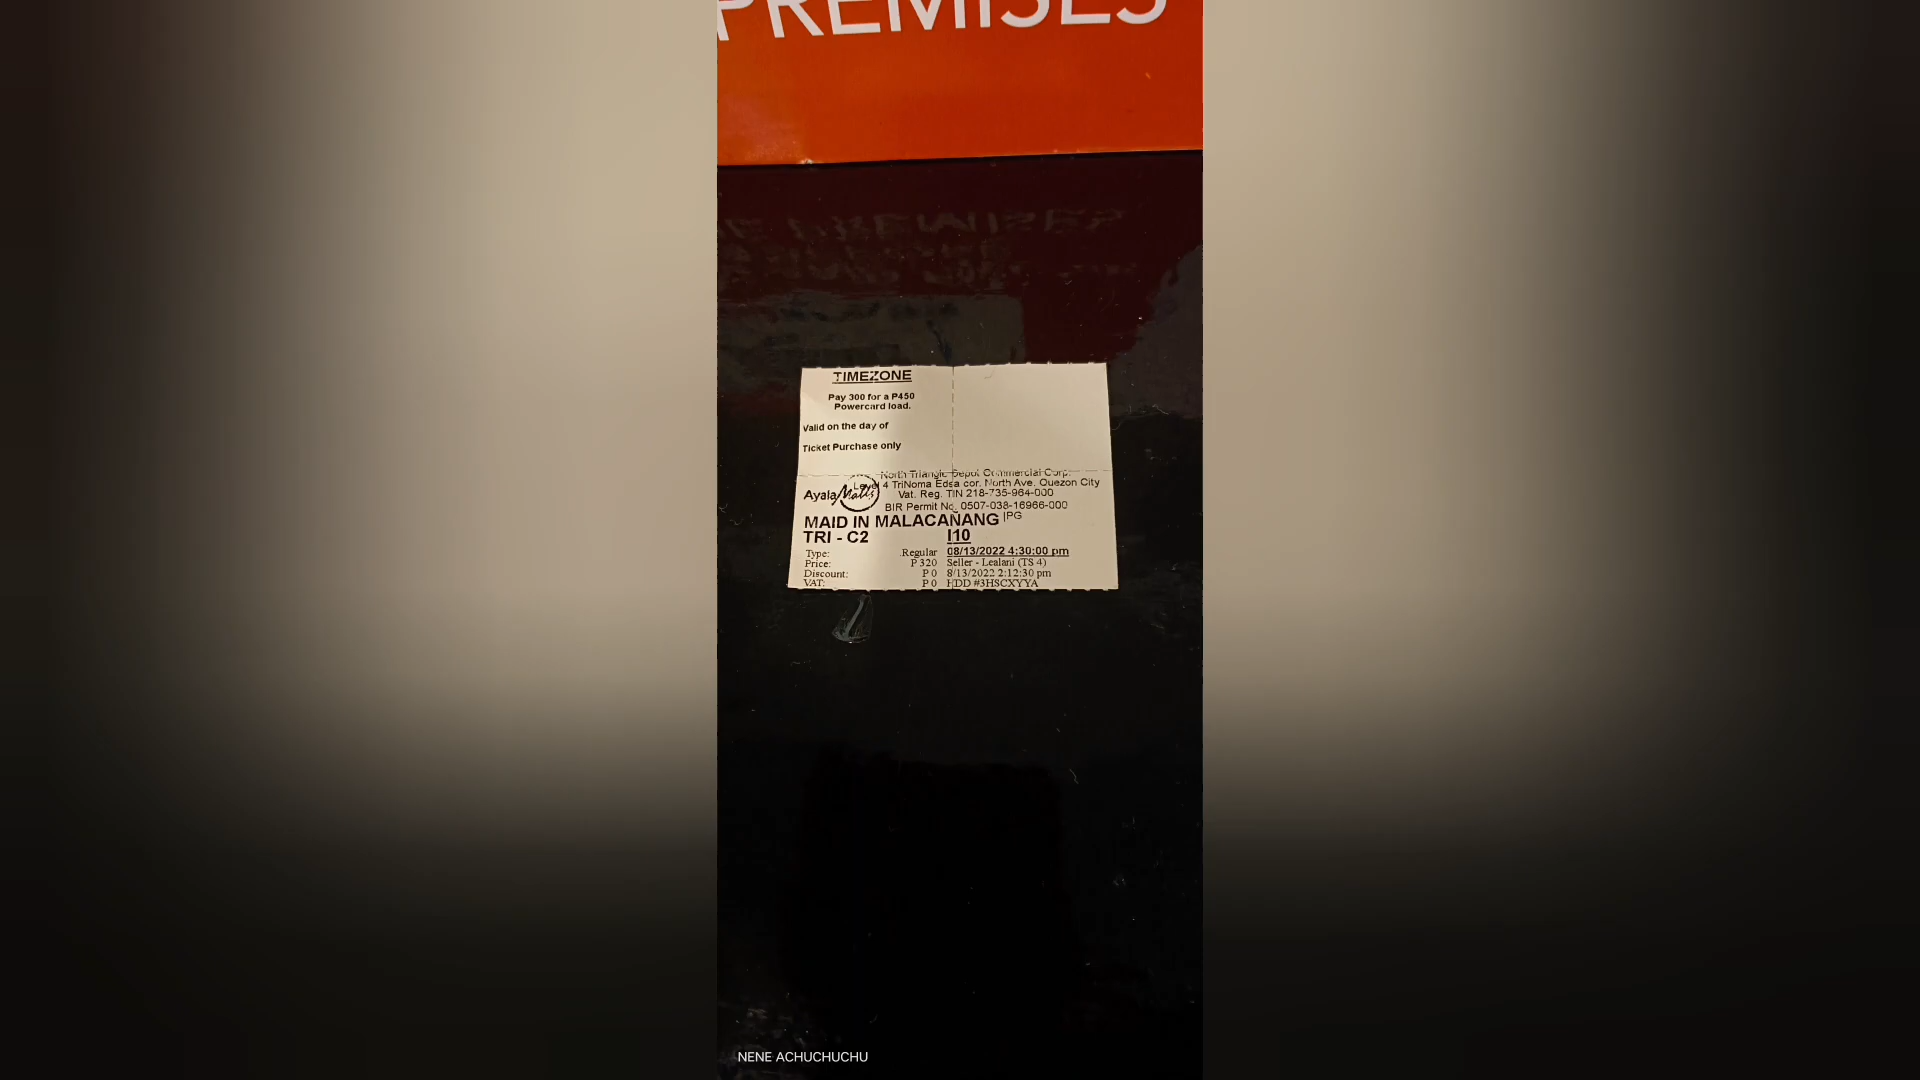 PREMISES
TIMEZONE
Pay 300 for a P450
Powercard load.
Valid on the day of
Ticket Purchase only
North Triangle Depot Commercial Corp.
Level 4 TriNoma Edsa cor. North Ave. Quezon City
Ayala Malls
Vat. Reg. TIN 218-735-964-000
BIR Permit No. 0507-038-16966-000
MAID IN MALACAÑANG |PG
TRI - C2 I10
Type: Regular 08/13/2022 4:30:00 pm
Price: P 320 Seller - Lealani (TS 4)
Discount: P 0 8/13/2022 2:12:30 pm
VAT: P 0 HDD #3HSCXYYA
NENE ACHUCHUCHU